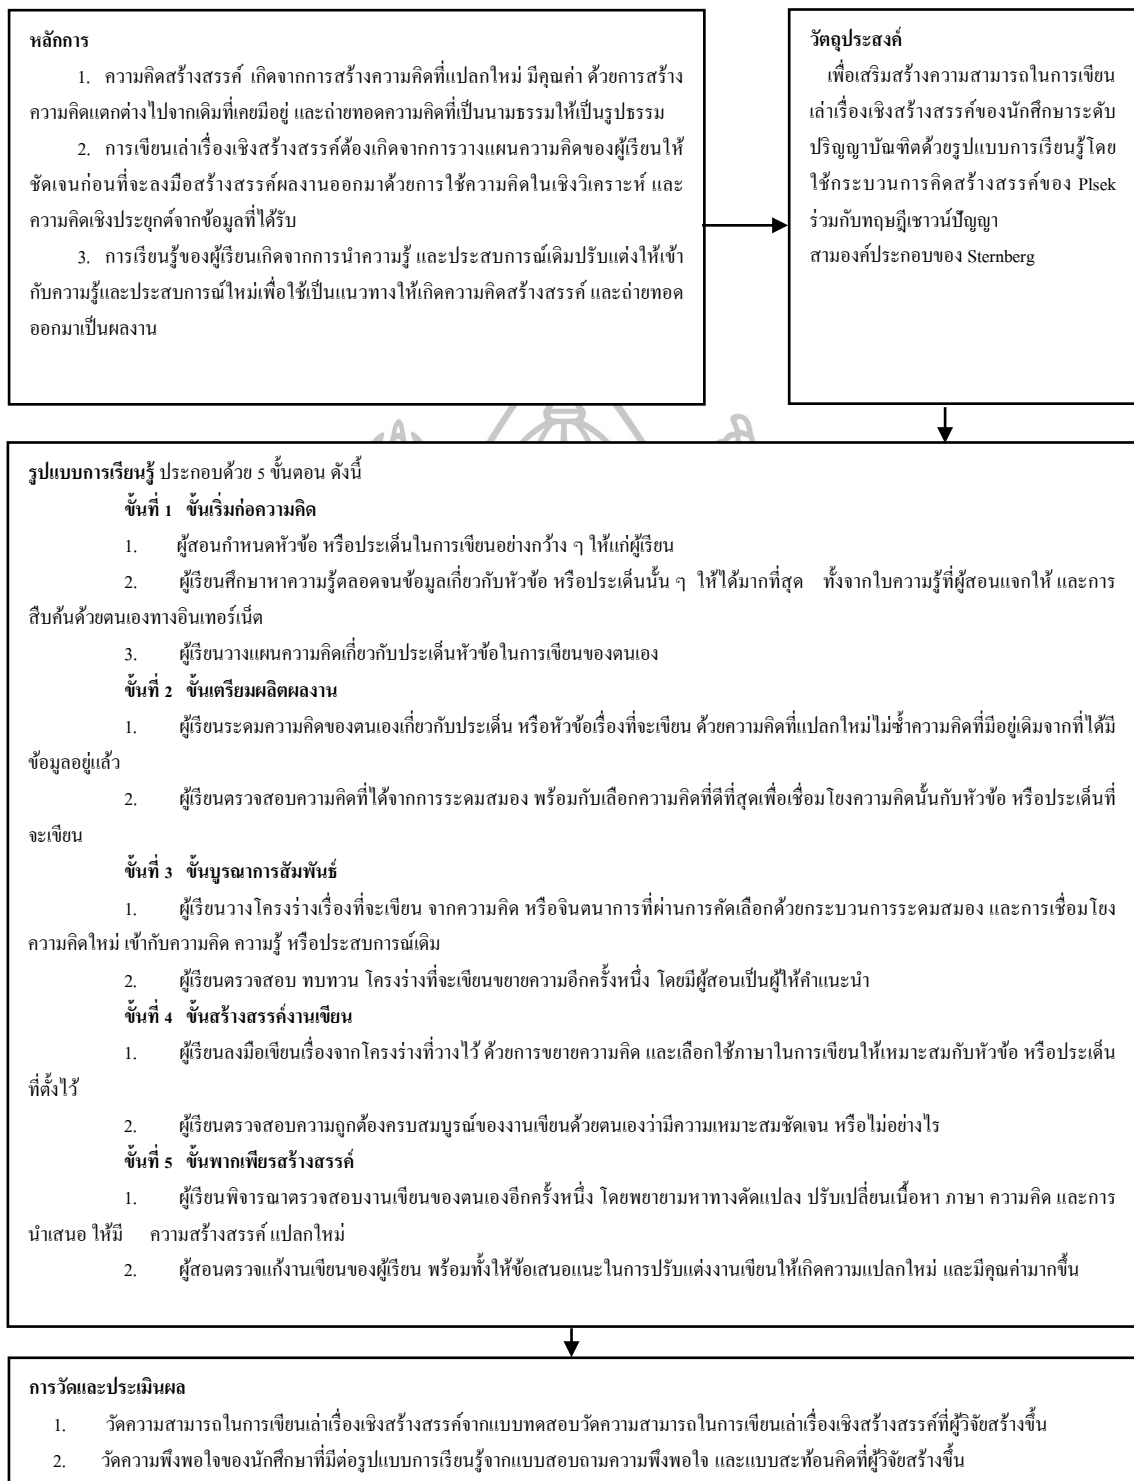 หลักการ
1. ความคิดสร้างสรรค์ เกิดจากการสร้างความคิดที่แปลกใหม่ มีคุณค่า ด้วยการสร้าง
ความคิดแตกต่างไปจากเดิมที่เคยมีอยู่ และถ่ายทอดความคิดที่เป็นนามธรรมให้เป็นรูปธรรม
2. การเขียนเล่าเรื่องเชิงสร้างสรรค์ต้องเกิดจากการวางแผนความคิดของผู้เรียนให้
ชัดเจนก่อนที่จะลงมือสร้างสรรค์ผลงานออกมาด้วยการใช้ความคิดในเชิงวิเคราะห์ และ
ความคิดเชิงประยุกต์จากข้อมูลที่ได้รับ
3. การเรียนรู้ของผู้เรียนเกิดจากการนำความรู้ และประสบการณ์เดิมปรับแต่งให้เข้า
กับความรู้และประสบการณ์ใหม่เพื่อใช้เป็นแนวทางให้เกิดความคิดสร้างสรรค์ และถ่ายทอด
ออกมาเป็นผลงาน
วัตถุประสงค์
เพื่อเสริมสร้างความสามารถในการเขียน
เล่าเรื่องเชิงสร้างสรรค์ของนักศึกษาระดับ
ปริญญาบัณฑิตด้วยรูปแบบการเรียนรู้โดย
ใช้กระบวนการคิดสร้างสรรค์ของ Plsek
ร่วมกับทฤษฎีเชาวน์ปัญญา
สามองค์ประกอบของ Sternberg
รูปแบบการเรียนรู้ ประกอบด้วย 5 ขั้นตอน ดังนี้
ขั้นที่ 1 ขั้นเริ่มก่อความคิด
1. ผู้สอนกำหนดหัวข้อ หรือประเด็นในการเขียนอย่างกว้าง ๆ ให้แก่ผู้เรียน
2. ผู้เรียนศึกษาหาความรู้ตลอดจนข้อมูลเกี่ยวกับหัวข้อ หรือประเด็นนั้น ๆ ให้ได้มากที่สุด ทั้งจากใบความรู้ที่ผู้สอนแจกให้ และการ
สืบค้นด้วยตนเองทางอินเทอร์เน็ต
3. ผู้เรียนวางแผนความคิดเกี่ยวกับประเด็นหัวข้อในการเขียนของตนเอง
ขั้นที่ 2 ขั้นเตรียมผลิตผลงาน
1. ผู้เรียนระดมความคิดของตนเองเกี่ยวกับประเด็น หรือหัวข้อเรื่องที่จะเขียน ด้วยความคิดที่แปลกใหม่ไม่ซ้ำความคิดที่มีอยู่เดิมจากที่ได้มี
ข้อมูลอยู่แล้ว
2. ผู้เรียนตรวจสอบความคิดที่ได้จากการระดมสมอง พร้อมกับเลือกความคิดที่ดีที่สุดเพื่อเชื่อมโยงความคิดนั้นกับหัวข้อ หรือประเด็นที่
จะเขียน
ขั้นที่ 3 ขั้นบูรณาการสัมพันธ์
1. ผู้เรียนวางโครงร่างเรื่องที่จะเขียน จากความคิด หรือจินตนาการที่ผ่านการคัดเลือกด้วยกระบวนการระดมสมอง และการเชื่อมโยง
ความคิดใหม่ เข้ากับความคิด ความรู้ หรือประสบการณ์เดิม
2. ผู้เรียนตรวจสอบ ทบทวน โครงร่างที่จะเขียนขยายความอีกครั้งหนึ่ง โดยมีผู้สอนเป็นผู้ให้คำแนะนำ
ขั้นที่ 4 ขั้นสร้างสรรค์งานเขียน
1. ผู้เรียนลงมือเขียนเรื่องจากโครงร่างที่วางไว้ ด้วยการขยายความคิด และเลือกใช้ภาษาในการเขียนให้เหมาะสมกับหัวข้อ หรือประเด็น
ที่ตั้งไว้
2. ผู้เรียนตรวจสอบความถูกต้องครบสมบูรณ์ของงานเขียนด้วยตนเองว่ามีความเหมาะสมชัดเจน หรือไม่อย่างไร
ขั้นที่ 5 ขั้นพากเพียรสร้างสรรค์
1. ผู้เรียนพิจารณาตรวจสอบงานเขียนของตนเองอีกครั้งหนึ่ง โดยพยายามหาทางดัดแปลง ปรับเปลี่ยนเนื้อหา ภาษา ความคิด และการ
นำเสนอ ให้มี ความสร้างสรรค์ แปลกใหม่
2. ผู้สอนตรวจแก้งานเขียนของผู้เรียน พร้อมทั้งให้ข้อเสนอแนะในการปรับแต่งงานเขียนให้เกิดความแปลกใหม่ และมีคุณค่ามากขึ้น
การวัดและประเมินผล
1. วัดความสามารถในการเขียนเล่าเรื่องเชิงสร้างสรรค์จากแบบทดสอบวัดความสามารถในการเขียนเล่าเรื่องเชิงสร้างสรรค์ที่ผู้วิจัยสร้างขึ้น
2. วัดความพึงพอใจของนักศึกษาที่มีต่อรูปแบบการเรียนรู้จากแบบสอบถามความพึงพอใจ และแบบสะท้อนคิดที่ผู้วิจัยสร้างขึ้น